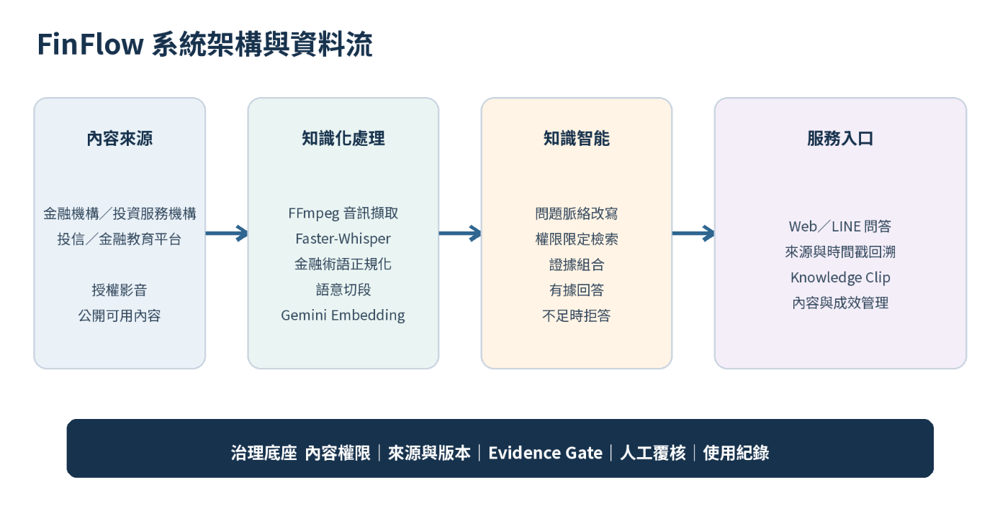 FinFlow 系統架構與資料流
內容來源
金融機構／投資服務機構
投信／金融教育平台
授權影音
公開可用內容
知識化處理
FFmpeg 音訊擷取
Faster-Whisper
金融術語正規化
語意切段
Gemini Embedding
知識智能
問題脈絡改寫
權限限定檢索
證據組合
有據回答
不足時拒答
服務入口
Web／LINE 問答
來源與時間戳回溯
Knowledge Clip
內容與成效管理
治理底座 內容權限｜來源與版本｜Evidence Gate｜人工覆核｜使用紀錄